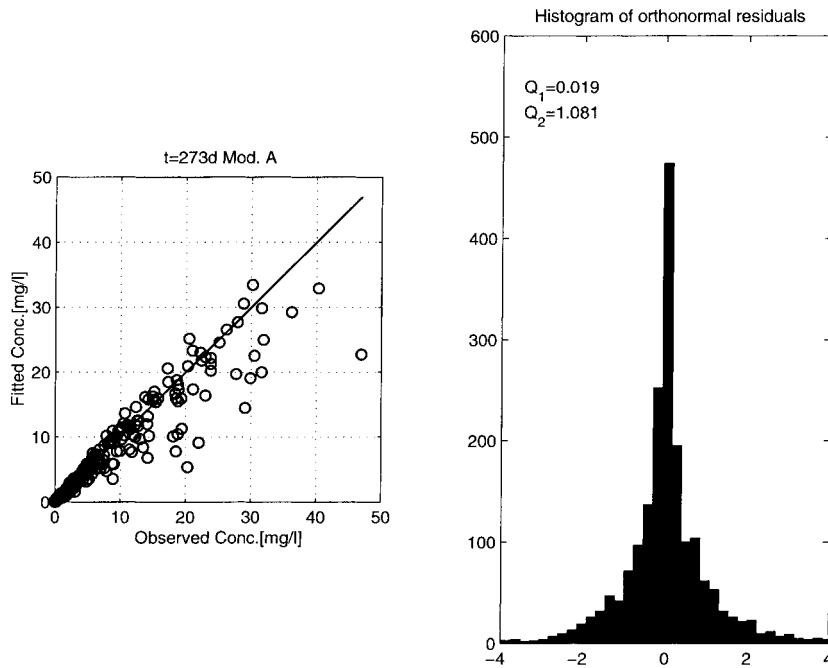 t=273d Mod. A
50
40
30
20
10
0
Fitted Conc.[mg/l]
0 10 20 30 40 50
Observed Conc.[mg/l]
Histogram of orthonormal residuals
Q1=0.019
Q2=1.081
600
500
400
300
200
100
0
−4 −2 0 2 4